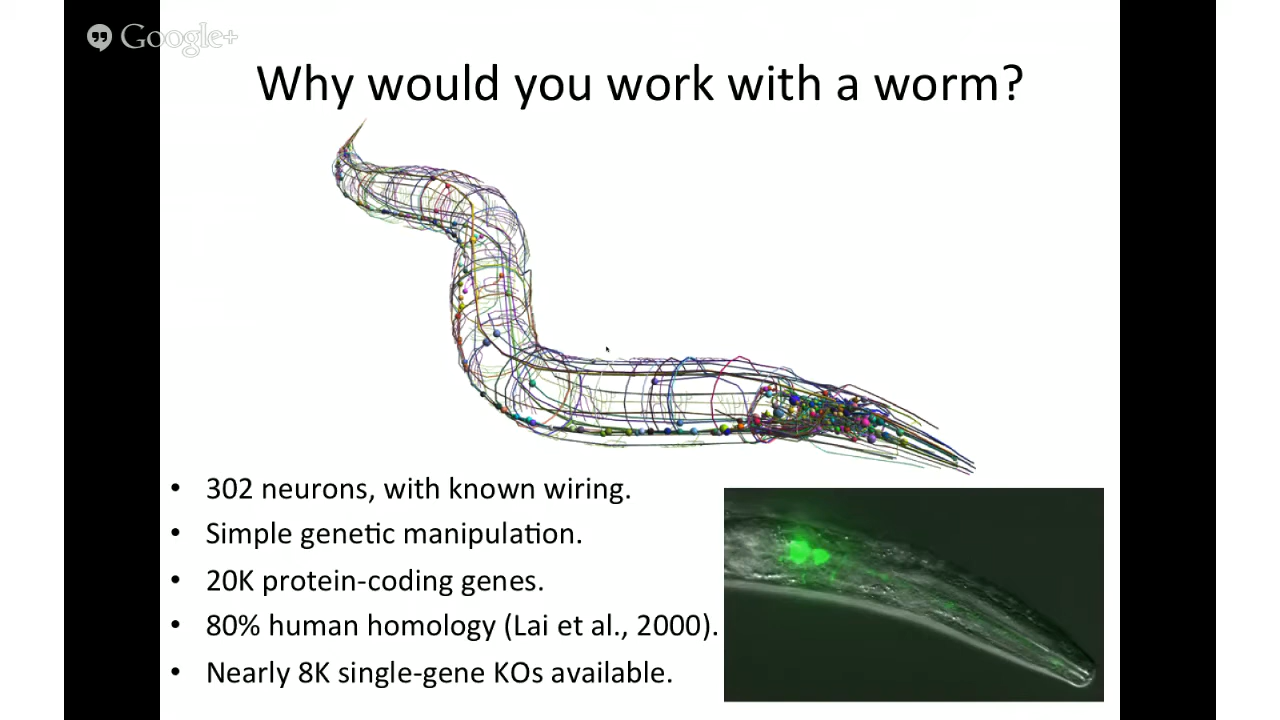 Google+
Why would you work with a worm?
• 302 neurons, with known wiring.
• Simple genetic manipulation.
• 20K protein-coding genes.
• 80% human homology (Lai et al., 2000).
• Nearly 8K single-gene KOs available.